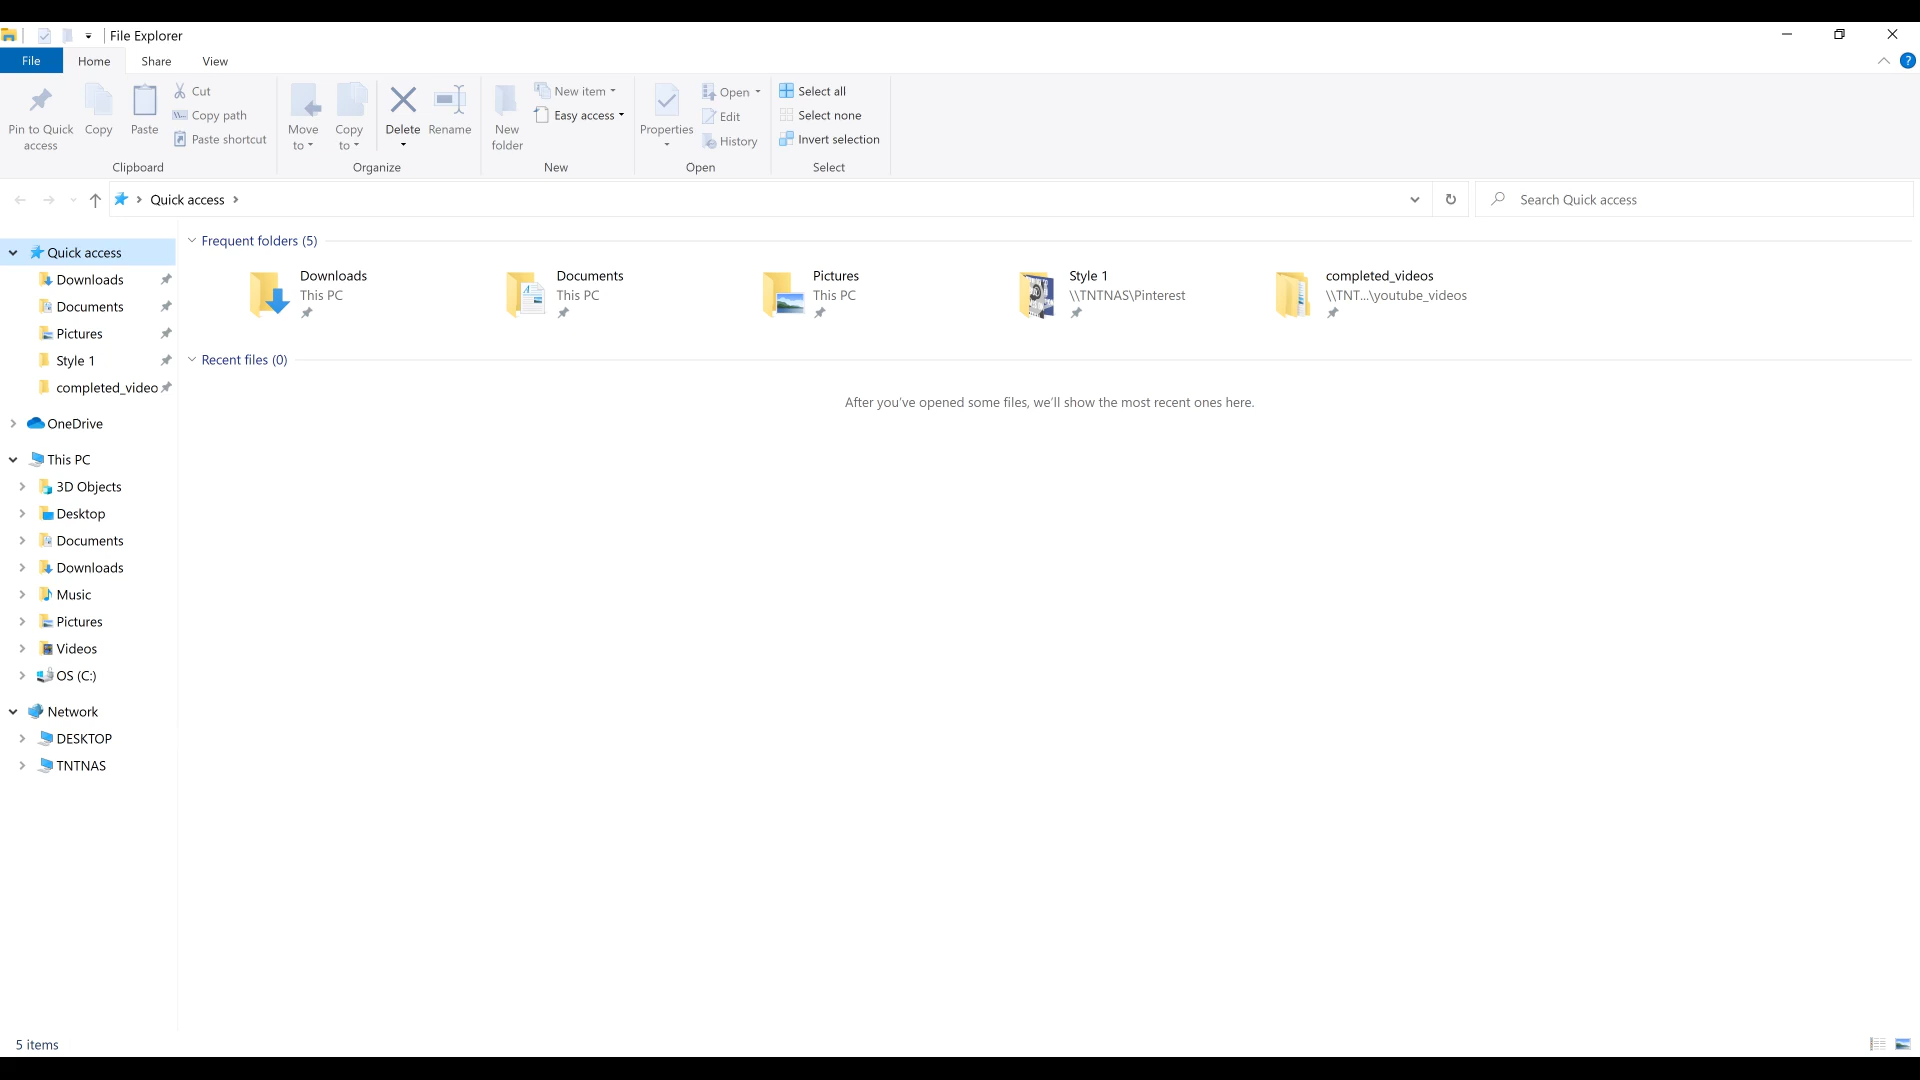 File Explorer
File Home Share View
Pin to Quick access
Copy
Paste
Cut
Copy path
Paste shortcut
Clipboard
Move to
Copy to
Delete
Rename
Organize
New folder
New item
Easy access
New
Properties
Open
Edit
History
Open
Select all
Select none
Invert selection
Select
Quick access
Search Quick access
Quick access
Downloads
Documents
Pictures
Style 1
completed_video
OneDrive
This PC
3D Objects
Desktop
Documents
Downloads
Music
Pictures
Videos
OS (C:)
Network
DESKTOP
TNTNAS
Frequent folders (5)
Downloads
This PC
Documents
This PC
Pictures
This PC
Style 1
\\TNTNAS\Pinterest
completed_videos
\\TNT...\youtube_videos
Recent files (0)
After you've opened some files, we'll show the most recent ones here.
5 items